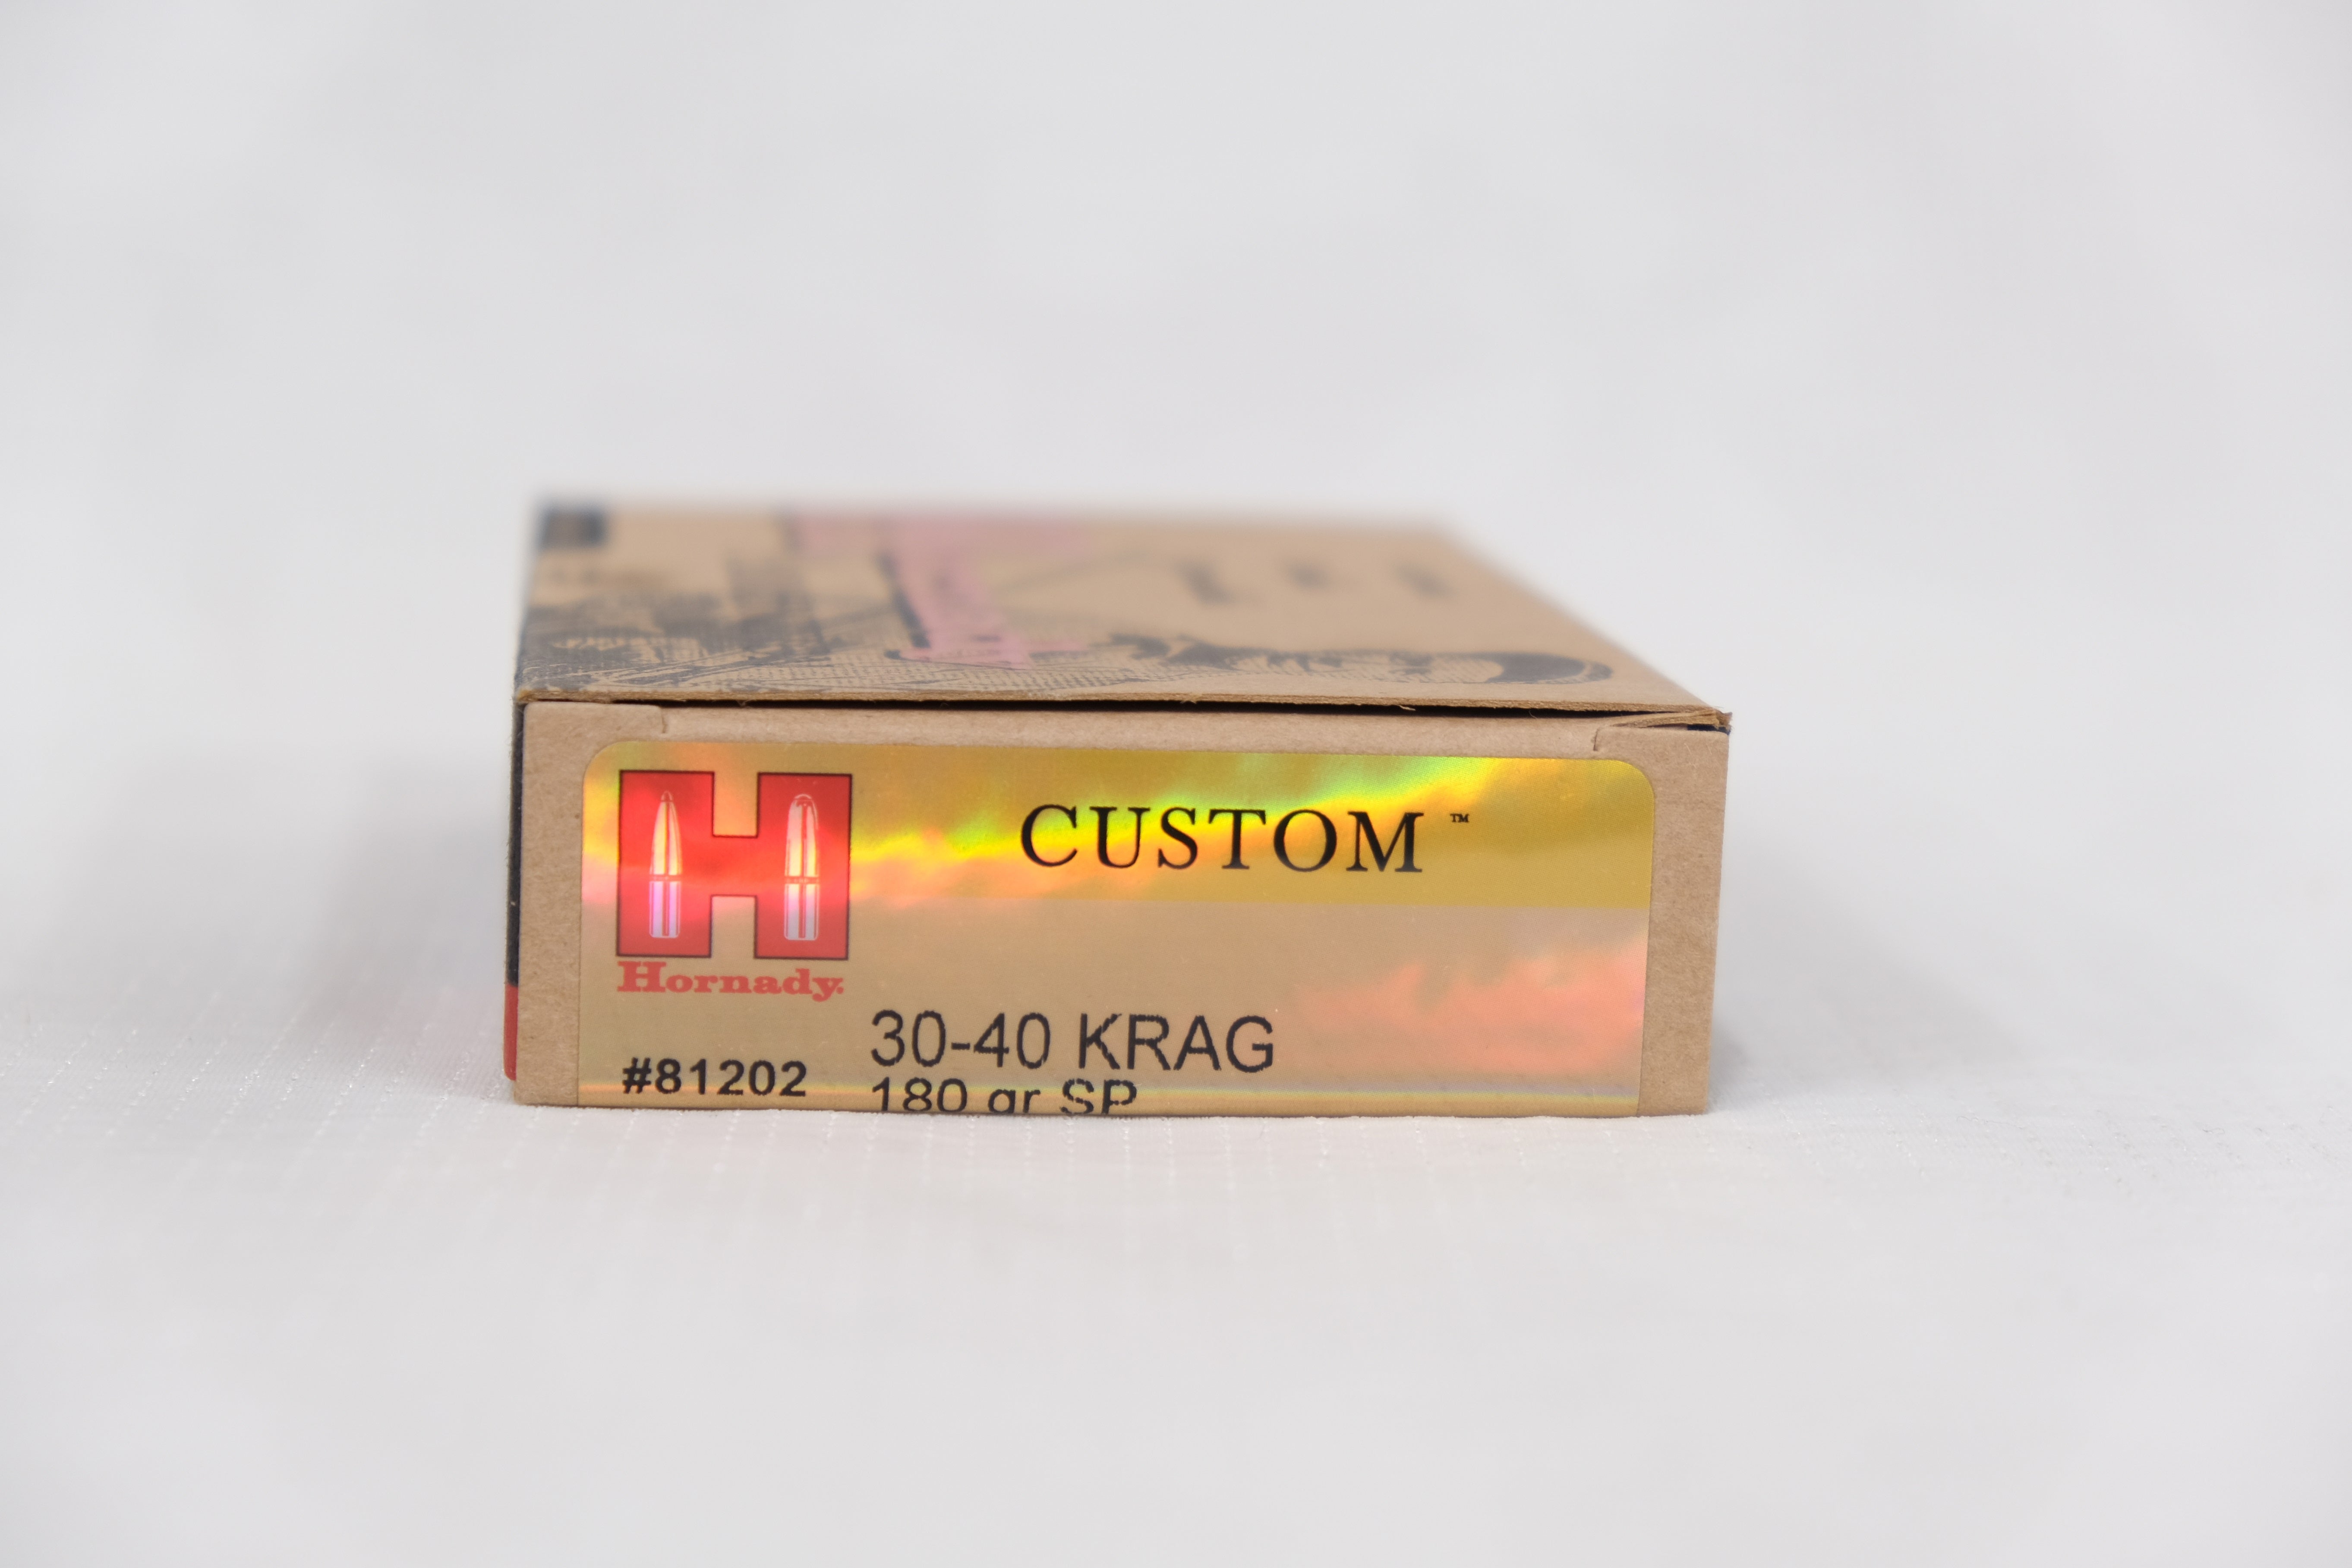 CUSTOM™
Hornady.
30-40 KRAG
#81202
180 gr SP